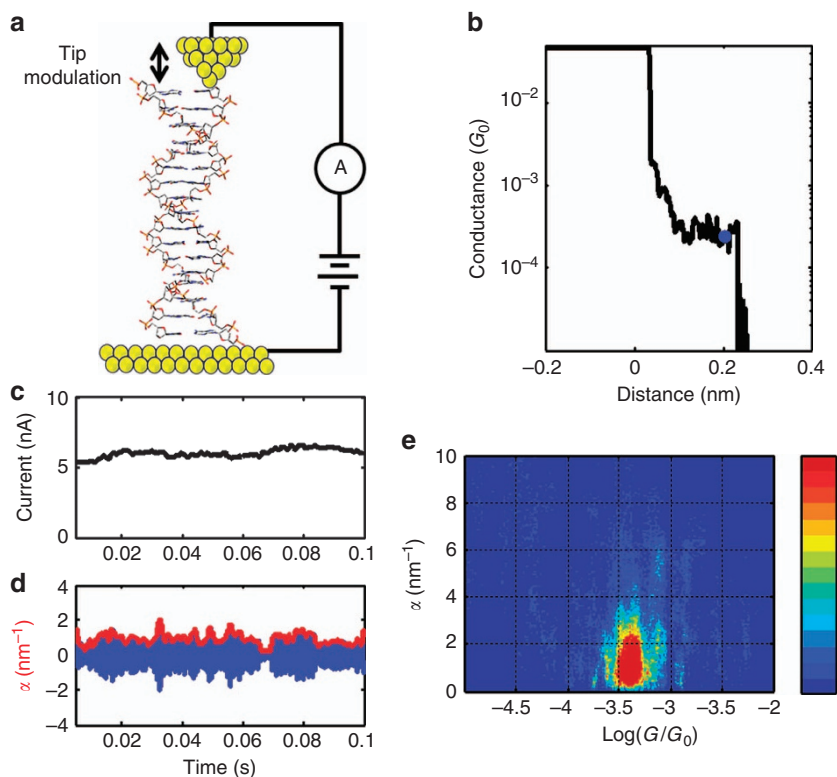 a
Tip
modulation
A
b
Conductance (G₀)
10⁻²
10⁻³
10⁻⁴
−0.2
0
0.2
0.4
Distance (nm)
c
Current (nA)
10
5
0
0.02
0.04
0.06
0.08
0.1
d
α (nm⁻¹)
4
2
0
−2
−4
0.02
0.04
0.06
0.08
0.1
Time (s)
e
α (nm⁻¹)
10
8
6
4
2
0
−4.5
−4
−3.5
−3
−3.5
−2
Log(G/G₀)